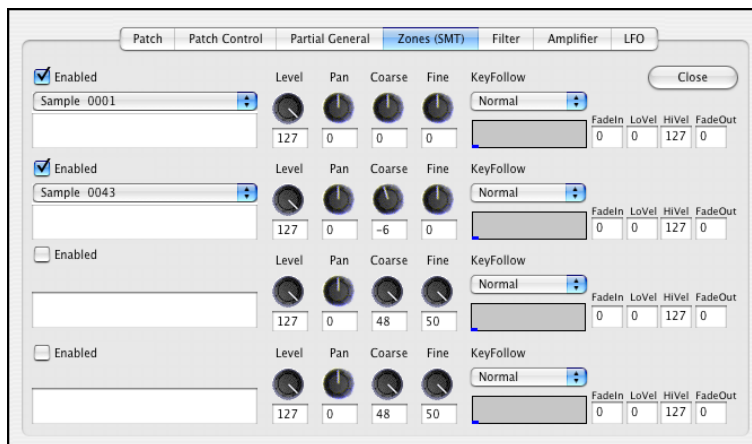 Patch Patch Control Partial General Zones (SMT) Filter Amplifier LFO
Enabled Level Pan Coarse Fine KeyFollow Close
Sample 0001 Normal
FadeIn LoVel HiVel FadeOut
127 0 0 0 0 0 127 0
Enabled Level Pan Coarse Fine KeyFollow
Sample 0043 Normal
FadeIn LoVel HiVel FadeOut
127 0 -6 0 0 0 127 0
Enabled Level Pan Coarse Fine KeyFollow
Normal
FadeIn LoVel HiVel FadeOut
127 0 48 50 0 0 127 0
Enabled Level Pan Coarse Fine KeyFollow
Normal
FadeIn LoVel HiVel FadeOut
127 0 48 50 0 0 127 0